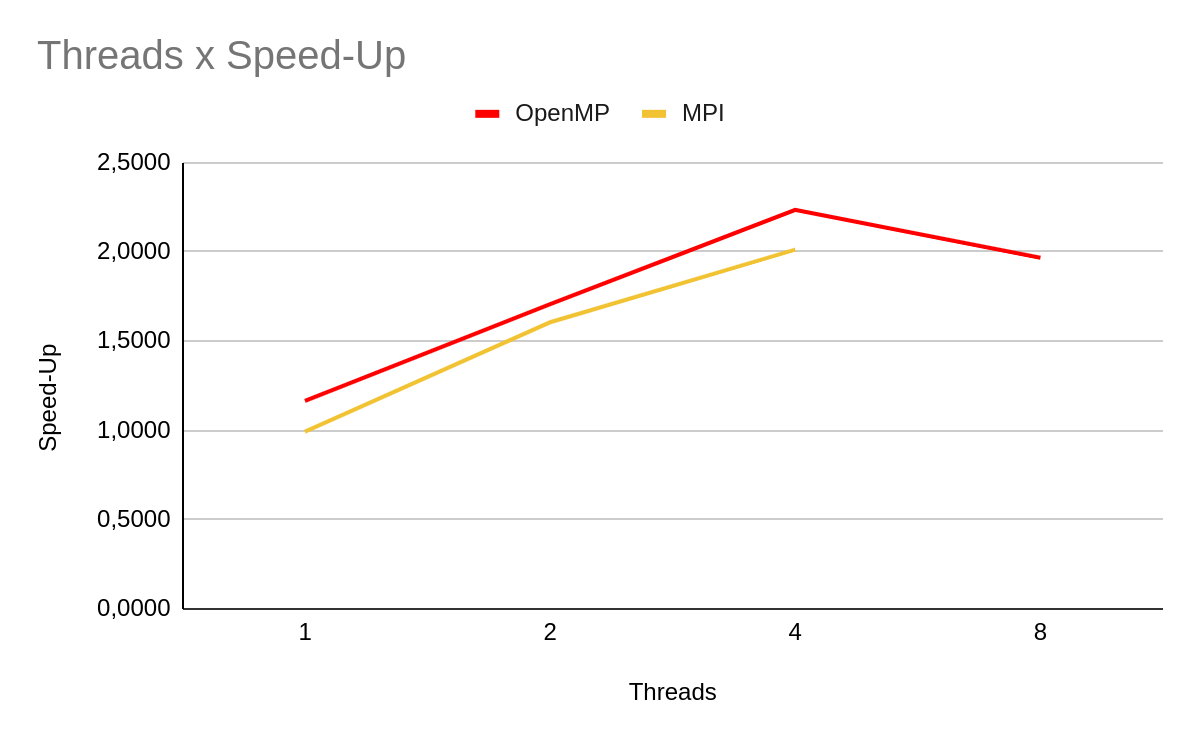 Threads x Speed-Up
OpenMP MPI
2,5000
2,0000
1,5000
1,0000
0,5000
0,0000
Speed-Up
1 2 4 8
Threads